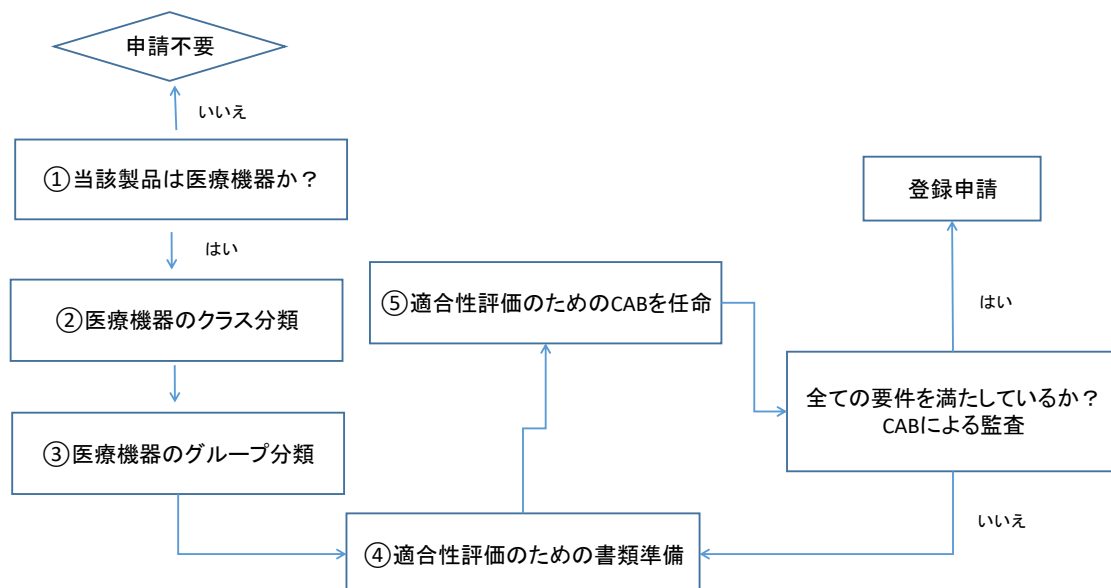 申請不要
いいえ
①当該製品は医療機器か？
はい
②医療機器のクラス分類
③医療機器のグループ分類
④適合性評価のための書類準備
⑤適合性評価のためのCABを任命
全ての要件を満たしているか？
CABによる監査
はい
登録申請
いいえ